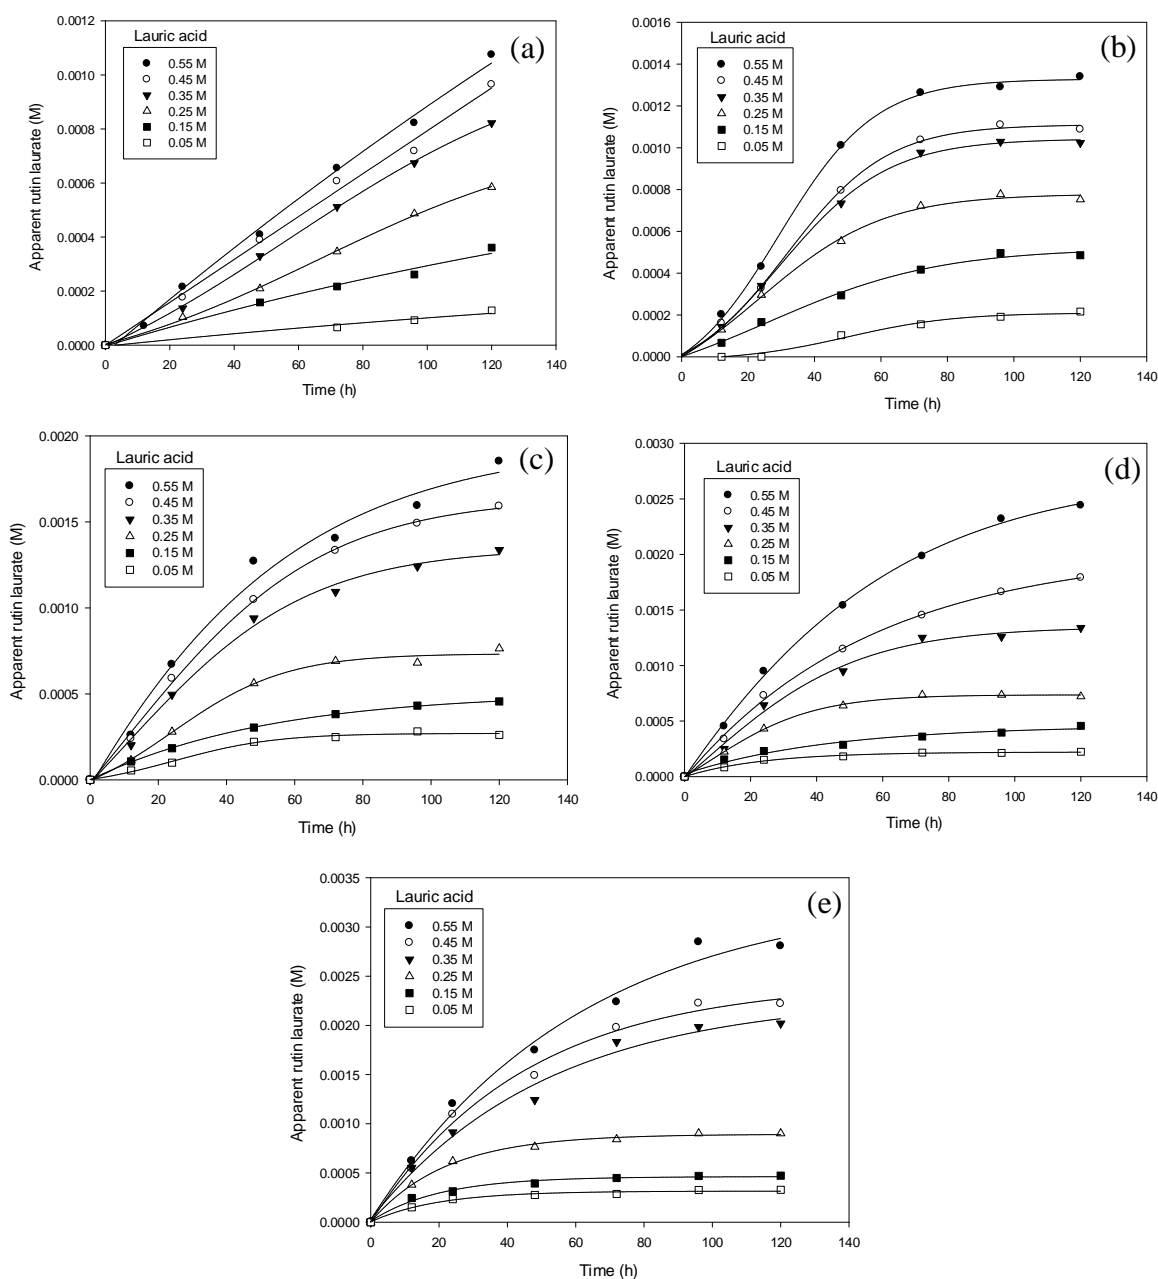 (a)
Lauric acid
0.55 M
0.45 M
0.35 M
0.25 M
0.15 M
0.05 M
Apparent rutin laurate (M)
0.0012
0.0010
0.0008
0.0006
0.0004
0.0002
0.0000
0 20 40 60 80 100 120 140
Time (h)
(b)
Lauric acid
0.55 M
0.45 M
0.35 M
0.25 M
0.15 M
0.05 M
Apparent rutin laurate (M)
0.0016
0.0014
0.0012
0.0010
0.0008
0.0006
0.0004
0.0002
0.0000
0 20 40 60 80 100 120 140
Time (h)
(c)
Lauric acid
0.55 M
0.45 M
0.35 M
0.25 M
0.15 M
0.05 M
Apparent rutin laurate (M)
0.0020
0.0015
0.0010
0.0005
0.0000
0 20 40 60 80 100 120 140
Time (h)
(d)
Lauric acid
0.55 M
0.45 M
0.35 M
0.25 M
0.15 M
0.05 M
Apparent rutin laurate (M)
0.0030
0.0025
0.0020
0.0015
0.0010
0.0005
0.0000
0 20 40 60 80 100 120 140
Time (h)
(e)
Lauric acid
0.55 M
0.45 M
0.35 M
0.25 M
0.15 M
0.05 M
Apparent rutin laurate (M)
0.0035
0.0030
0.0025
0.0020
0.0015
0.0010
0.0005
0.0000
0 20 40 60 80 100 120 140
Time (h)